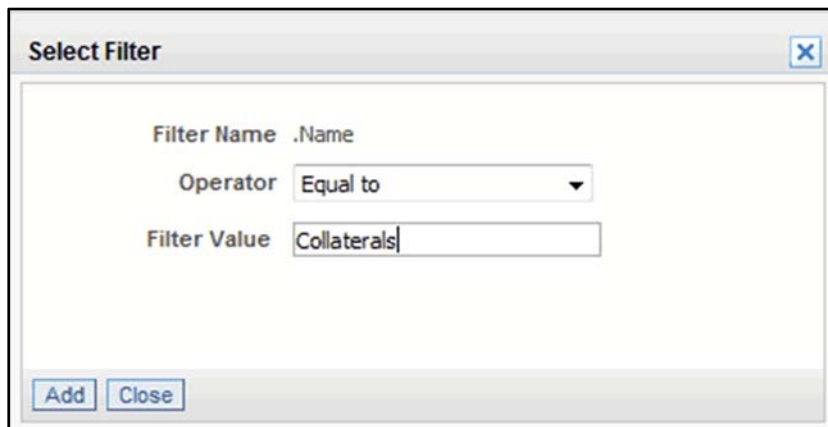 Select Filter
Filter Name .Name
Operator Equal to
Filter Value Collaterals
Add Close